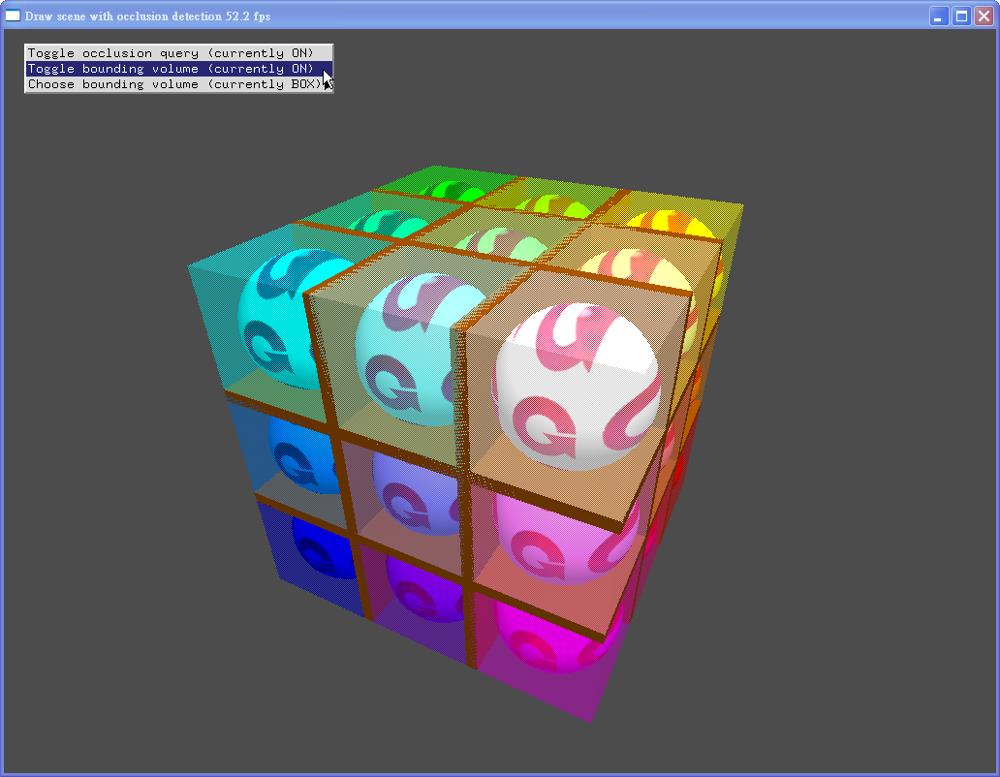 Draw scene with occlusion detection 52.2 fps
Toggle occlusion query (currently ON)
Toggle bounding volume (currently ON)
Choose bounding volume (currently BOX)